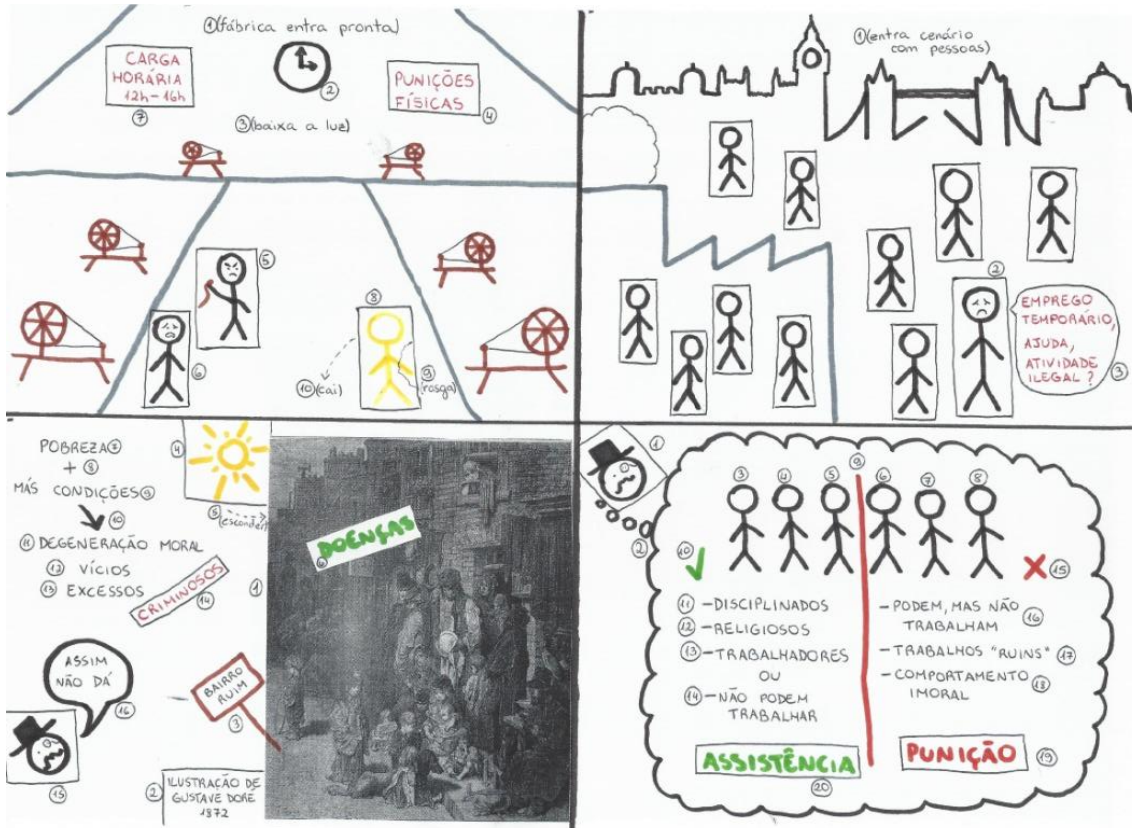 ① (fábrica entra pronta)
CARGA
HORÁRIA
12h - 16h
⑦
②
PUNIÇÕES
FÍSICAS
④
③ (baixa a luz)
⑤
⑥
⑧
⑨
(rasga)
⑩ (cai)
① (entra cenário
com pessoas)
②
EMPREGO
TEMPORÁRIO,
AJUDA,
ATIVIDADE
ILEGAL?
③
POBREZA ⑦
+ ⑧
MÁS CONDIÇÕES ⑨
⑩
⑪ DEGENERAÇÃO MORAL
⑫ VÍCIOS
⑬ EXCESSOS
CRIMINOSOS
⑭
④
⑤ (esconder)
①
DOENÇAS
⑥
BAIRRO
RUIM
③
ASSIM
NÃO DÁ
⑯
⑮
② ILUSTRAÇÃO DE
GUSTAVE DORÉ
1872
①
②
③ ④ ⑤ ⑨ ⑥ ⑦ ⑧
⑩
⑪ - DISCIPLINADOS
⑫ - RELIGIOSOS
⑬ - TRABALHADORES
OU
⑭ - NÃO PODEM
TRABALHAR
ASSISTÊNCIA
⑳
⑮
- PODEM, MAS NÃO
TRABALHAM ⑯
- TRABALHOS "RUINS" ⑰
- COMPORTAMENTO
IMORAL ⑱
PUNIÇÃO ⑲